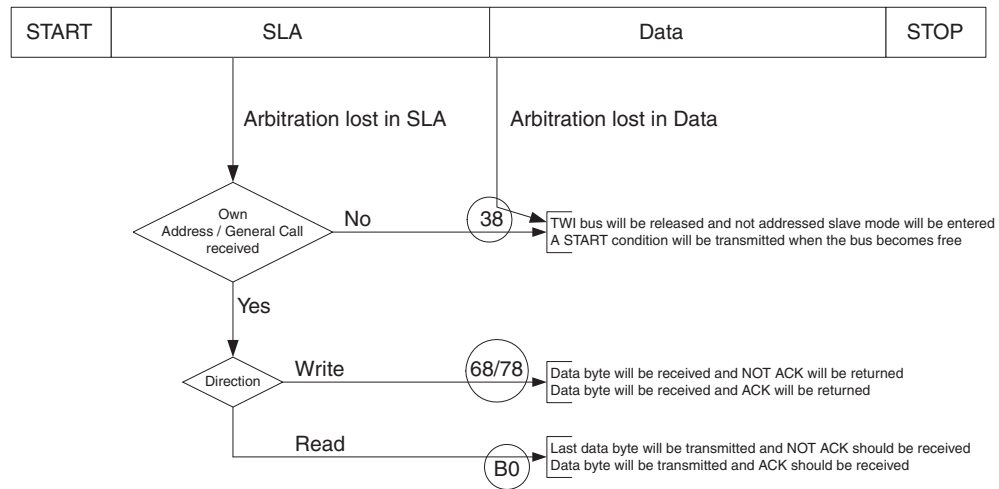 START SLA Data STOP
Arbitration lost in SLA Arbitration lost in Data
Own
Address / General Call
received
No
38
TWI bus will be released and not addressed slave mode will be entered
A START condition will be transmitted when the bus becomes free
Yes
Direction
Write
68/78
Data byte will be received and NOT ACK will be returned
Data byte will be received and ACK will be returned
Read
B0
Last data byte will be transmitted and NOT ACK should be received
Data byte will be transmitted and ACK should be received